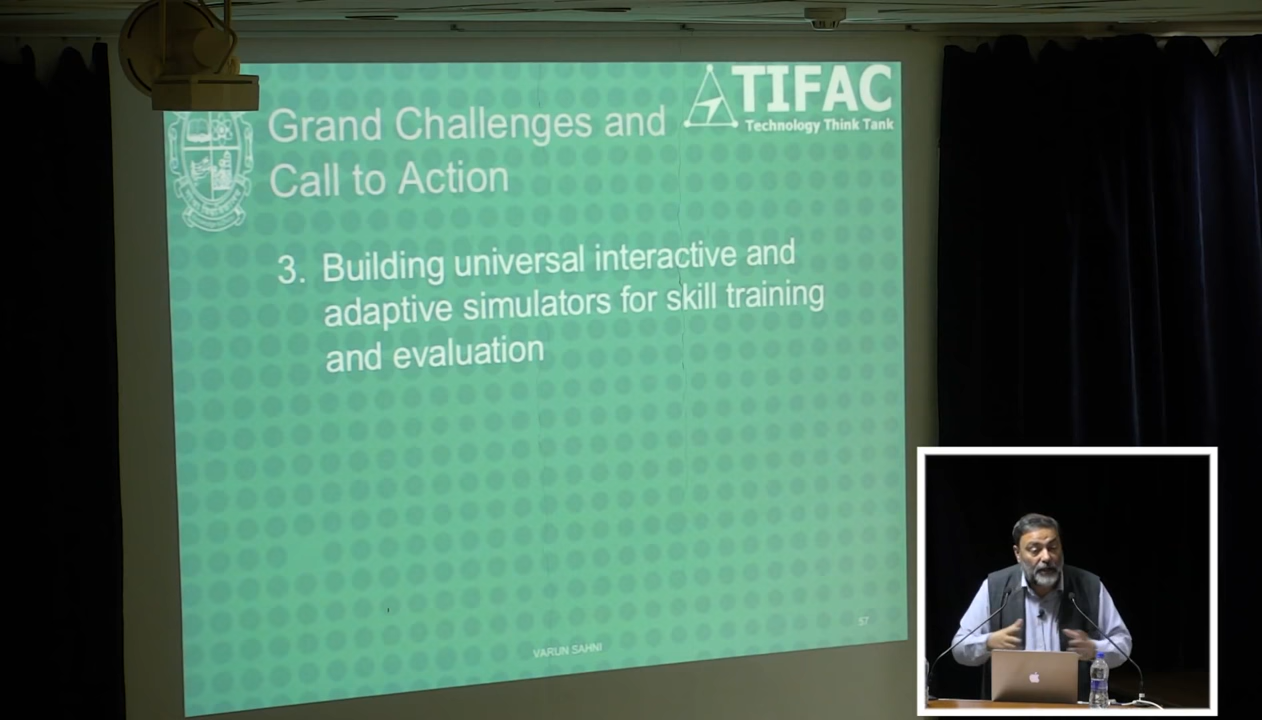 TIFAC
Technology Think Tank
Grand Challenges and
Call to Action
3. Building universal interactive and
adaptive simulators for skill training
and evaluation
57
VARUN SAHNI